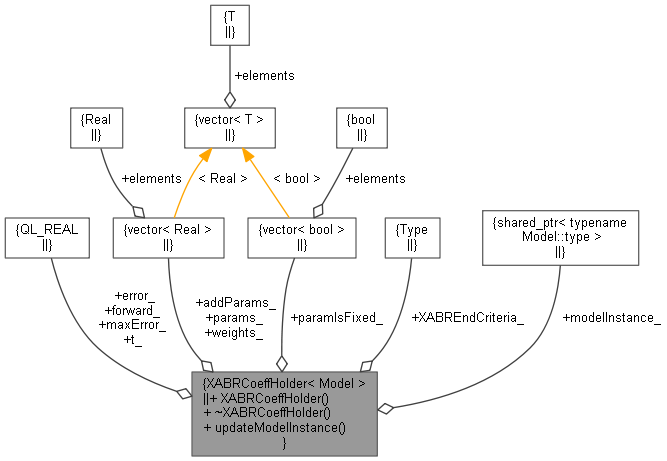 {T
||}
+elements
{Real
||}
{vector< T >
||}
{bool
||}
+elements
< Real >
< bool >
+elements
{QL_REAL
||}
{vector< Real >
||}
{vector< bool >
||}
{Type
||}
{shared_ptr< typename
Model::type >
||}
+error_
+forward_
+maxError_
+t_
+addParams_
+params_
+weights_
+paramIsFixed_
+XABREndCriteria_
+modelInstance_
{XABRCoeffHolder< Model >
||+ XABRCoeffHolder()
+ ~XABRCoeffHolder()
+ updateModelInstance()
}